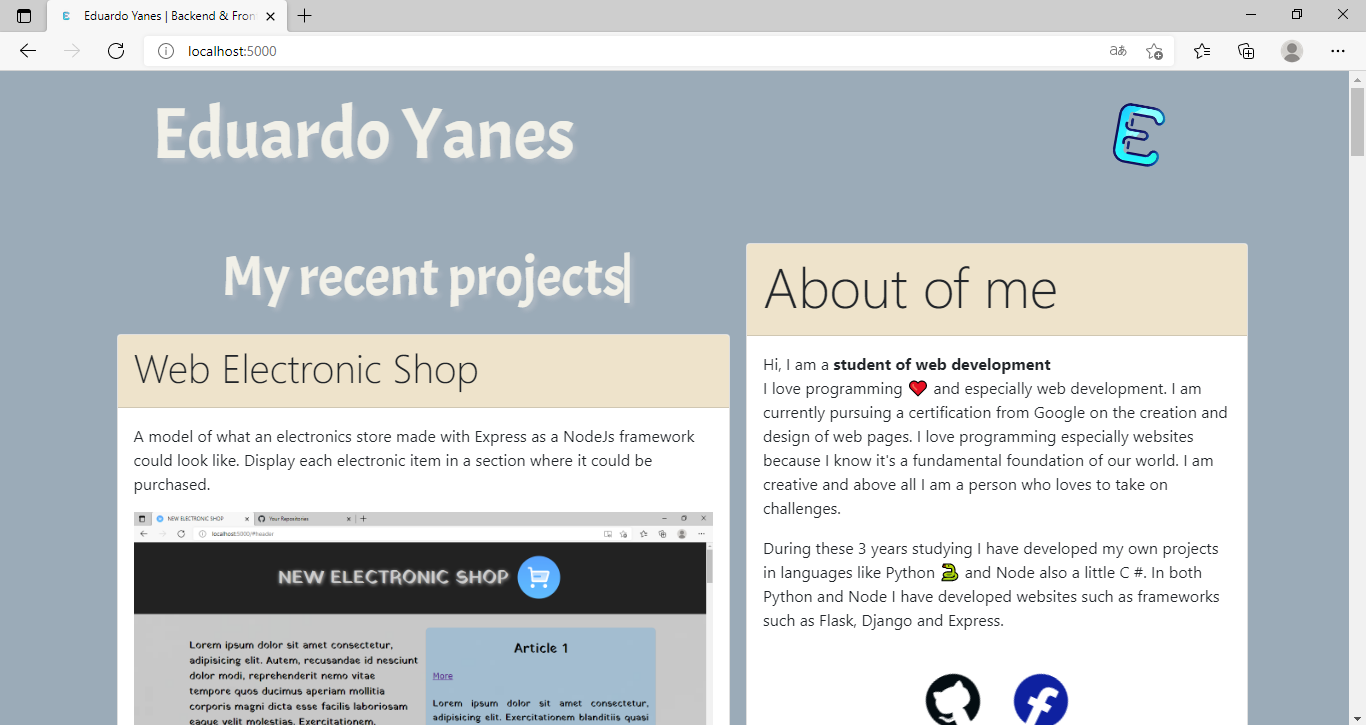 Eduardo Yanes | Backend & Fron
localhost:5000
Eduardo Yanes
E
My recent projects|
Web Electronic Shop
A model of what an electronics store made with Express as a NodeJs framework
could look like. Display each electronic item in a section where it could be
purchased.
NEW ELECTRONIC SHOP
Your Repositories
localhost:5000/#header
NEW ELECTRONIC SHOP
Lorem ipsum dolor sit amet consectetur,
adipisicing elit. Autem, recusandae id nesciunt
dolor modi, reprehenderit nemo vitae
tempore quos ducimus aperiam mollitia
corporis magni dicta esse facilis laboriosam
eaque velit molestias. Exercitationem,
Article 1
More
Lorem ipsum dolor sit amet consectetur,
adipisicing elit. Exercitationem blanditiis quasi
About of me
Hi, I am a student of web development
I love programming ❤️ and especially web development. I am
currently pursuing a certification from Google on the creation and
design of web pages. I love programming especially websites
because I know it's a fundamental foundation of our world. I am
creative and above all I am a person who loves to take on
challenges.
During these 3 years studying I have developed my own projects
in languages like Python 🐍 and Node also a little C #. In both
Python and Node I have developed websites such as frameworks
such as Flask, Django and Express.